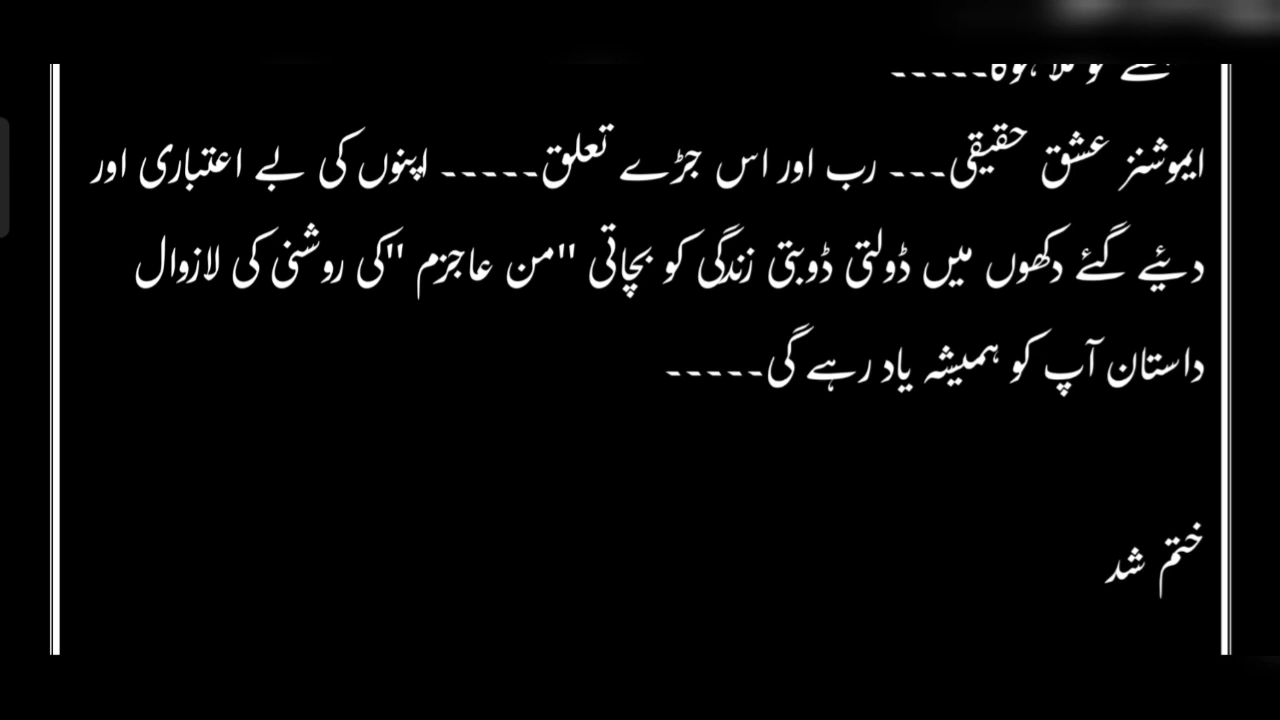 ایموشنز عشق حقیقی۔۔۔ رب اور اس جڑے تعلق۔۔۔۔۔ اپنوں کی بے اعتباری اور
دیئے گئے دکھوں میں ڈولتی ڈوبتی زندگی کو بچاتی "من عاجزم "کی روشنی کی لازوال
داستان آپ کو ہمیشہ یاد رہے گی۔۔۔۔۔
ختم شد